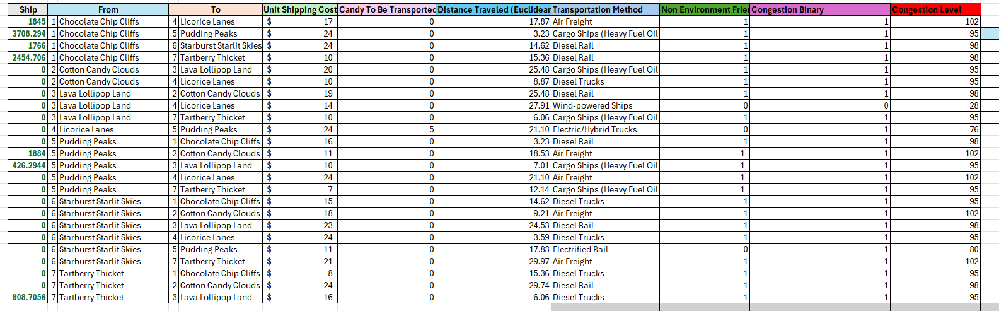 Ship From To Unit Shipping Cost Candy To Be Transported Distance Traveled (Euclidean Transportation Method Non Environment Frien Congestion Binary Congestion Level
1845 1 Chocolate Chip Cliffs 4 Licorice Lanes $ 17 0 17.87 Air Freight 1 1 102
3708.294 1 Chocolate Chip Cliffs 5 Pudding Peaks $ 24 0 3.23 Cargo Ships (Heavy Fuel Oil) 1 1 95
1766 1 Chocolate Chip Cliffs 6 Starburst Starlit Skies $ 24 0 14.62 Diesel Rail 1 1 98
2454.706 1 Chocolate Chip Cliffs 7 Tartberry Thicket $ 10 0 15.36 Diesel Rail 1 1 98
0 2 Cotton Candy Clouds 3 Lava Lollipop Land $ 20 0 25.48 Cargo Ships (Heavy Fuel Oil) 1 1 95
0 2 Cotton Candy Clouds 4 Licorice Lanes $ 10 0 8.87 Diesel Trucks 1 1 95
0 3 Lava Lollipop Land 2 Cotton Candy Clouds $ 19 0 25.48 Diesel Rail 1 1 98
0 3 Lava Lollipop Land 4 Licorice Lanes $ 14 0 27.91 Wind-powered Ships 0 0 28
0 3 Lava Lollipop Land 7 Tartberry Thicket $ 10 0 6.06 Cargo Ships (Heavy Fuel Oil) 1 1 95
0 4 Licorice Lanes 5 Pudding Peaks $ 24 5 21.10 Electric/Hybrid Trucks 0 1 76
0 5 Pudding Peaks 1 Chocolate Chip Cliffs $ 16 0 3.23 Diesel Rail 1 1 98
1884 5 Pudding Peaks 2 Cotton Candy Clouds $ 11 0 18.53 Air Freight 1 1 102
426.2944 5 Pudding Peaks 3 Lava Lollipop Land $ 10 0 7.01 Cargo Ships (Heavy Fuel Oil) 1 1 95
0 5 Pudding Peaks 4 Licorice Lanes $ 24 0 21.10 Air Freight 1 1 102
0 5 Pudding Peaks 7 Tartberry Thicket $ 7 0 12.14 Cargo Ships (Heavy Fuel Oil) 1 1 95
0 6 Starburst Starlit Skies 1 Chocolate Chip Cliffs $ 15 0 14.62 Diesel Trucks 1 1 95
0 6 Starburst Starlit Skies 2 Cotton Candy Clouds $ 18 0 9.21 Air Freight 1 1 102
0 6 Starburst Starlit Skies 3 Lava Lollipop Land $ 23 0 24.53 Diesel Rail 1 1 98
0 6 Starburst Starlit Skies 4 Licorice Lanes $ 24 0 3.59 Diesel Trucks 1 1 95
0 6 Starburst Starlit Skies 5 Pudding Peaks $ 11 0 17.83 Electrified Rail 0 1 80
0 6 Starburst Starlit Skies 7 Tartberry Thicket $ 21 0 29.97 Air Freight 1 1 102
0 7 Tartberry Thicket 1 Chocolate Chip Cliffs $ 8 0 15.36 Diesel Trucks 1 1 95
0 7 Tartberry Thicket 2 Cotton Candy Clouds $ 24 0 29.74 Diesel Rail 1 1 98
908.7056 7 Tartberry Thicket 3 Lava Lollipop Land $ 16 0 6.06 Diesel Trucks 1 1 95